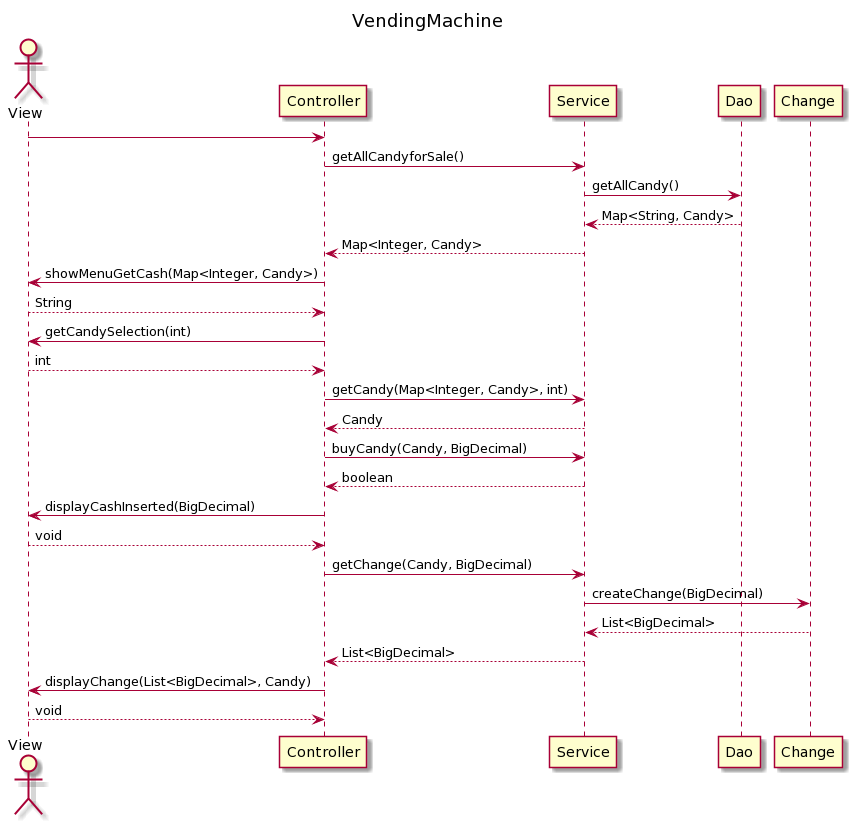 VendingMachine
View
Controller
Service
Dao
Change
getAllCandyforSale()
getAllCandy()
Map<String, Candy>
Map<Integer, Candy>
showMenuGetCash(Map<Integer, Candy>)
String
getCandySelection(int)
int
getCandy(Map<Integer, Candy>, int)
Candy
buyCandy(Candy, BigDecimal)
boolean
displayCashInserted(BigDecimal)
void
getChange(Candy, BigDecimal)
createChange(BigDecimal)
List<BigDecimal>
List<BigDecimal>
displayChange(List<BigDecimal>, Candy)
void
View
Controller
Service
Dao
Change